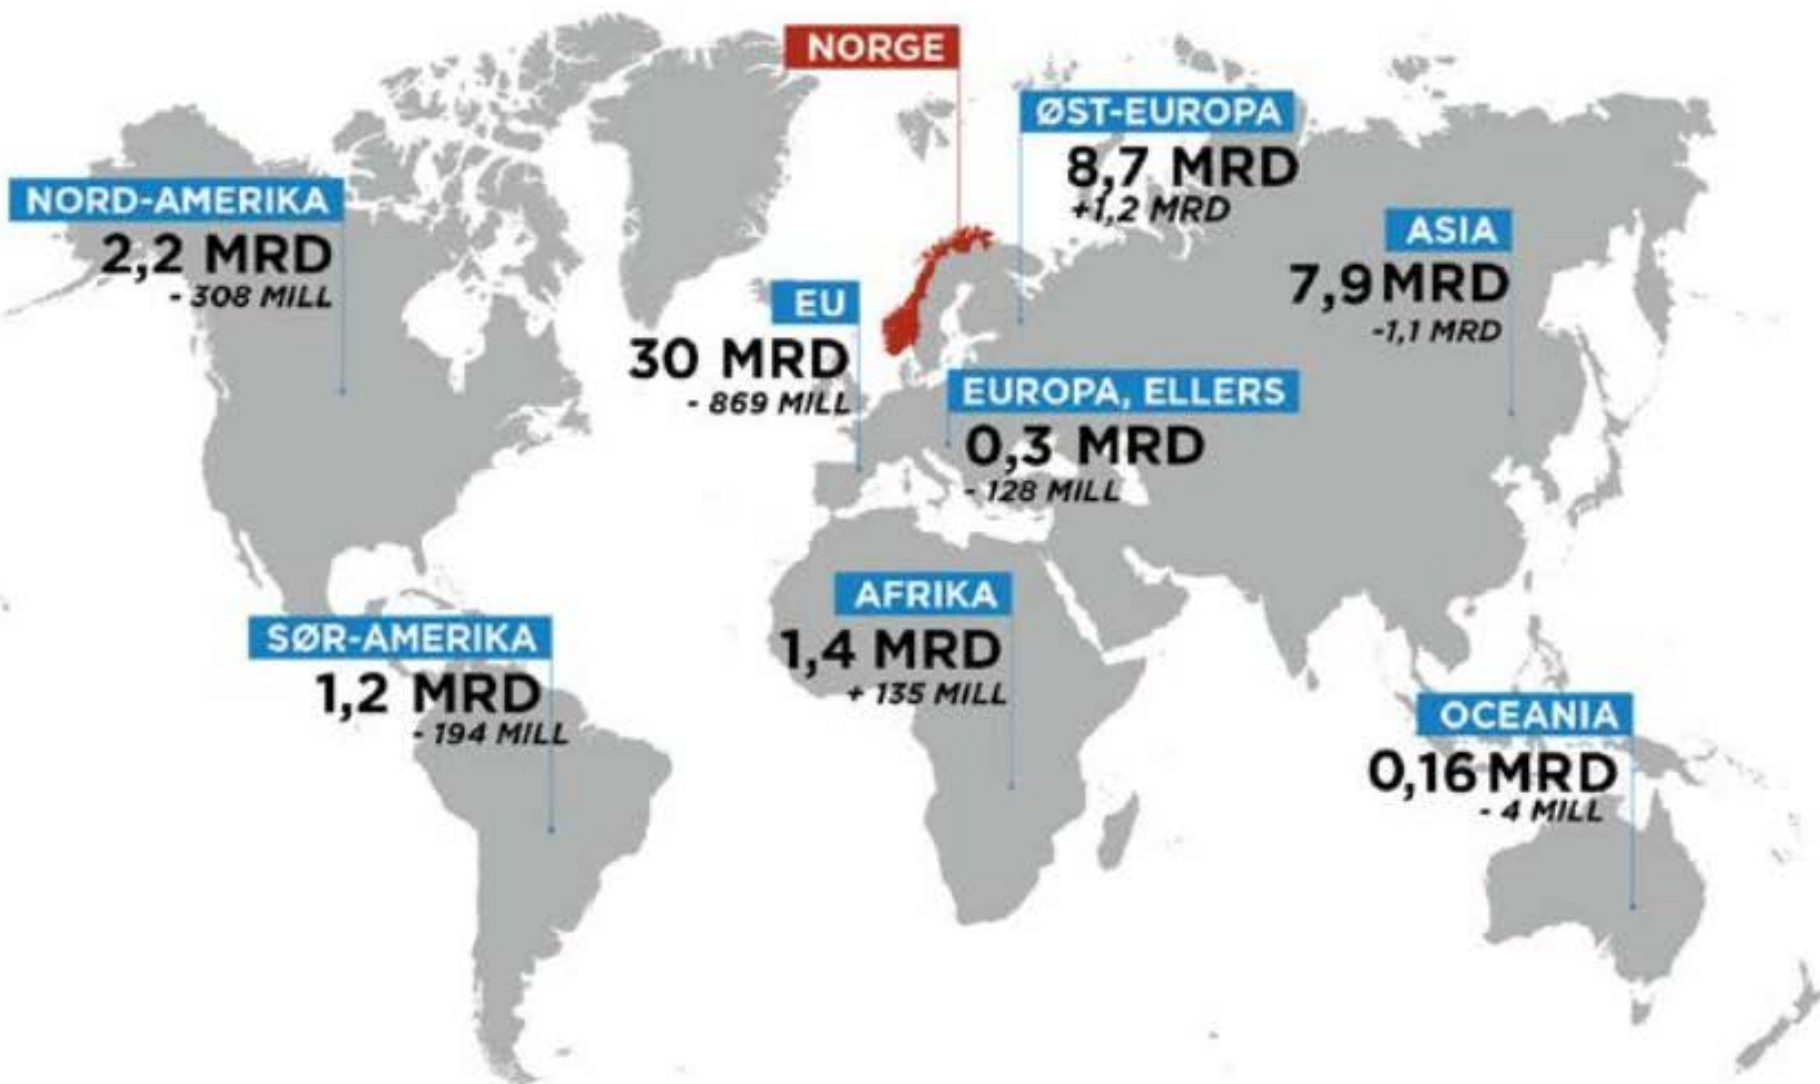 NORGE
ØST-EUROPA
8,7 MRD
+1,2 MRD
NORD-AMERIKA
2,2 MRD
- 308 MILL
ASIA
7,9 MRD
-1,1 MRD
EU
30 MRD
- 869 MILL
EUROPA, ELLERS
0,3 MRD
- 128 MILL
AFRIKA
1,4 MRD
+ 135 MILL
SØR-AMERIKA
1,2 MRD
- 194 MILL
OCEANIA
0,16 MRD
- 4 MILL